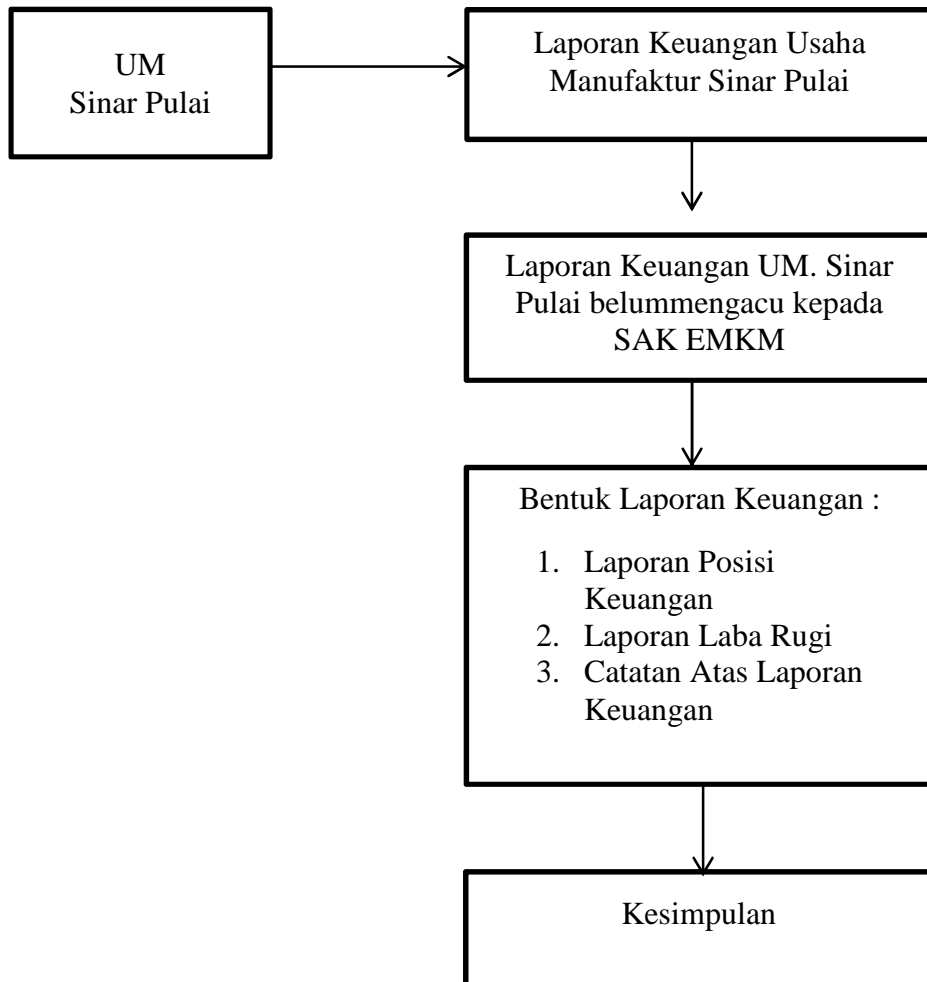 UM
Sinar Pulai
Laporan Keuangan Usaha
Manufaktur Sinar Pulai
Laporan Keuangan UM. Sinar
Pulai belummengacu kepada
SAK EMKM
Bentuk Laporan Keuangan :
1. Laporan Posisi
Keuangan
2. Laporan Laba Rugi
3. Catatan Atas Laporan
Keuangan
Kesimpulan